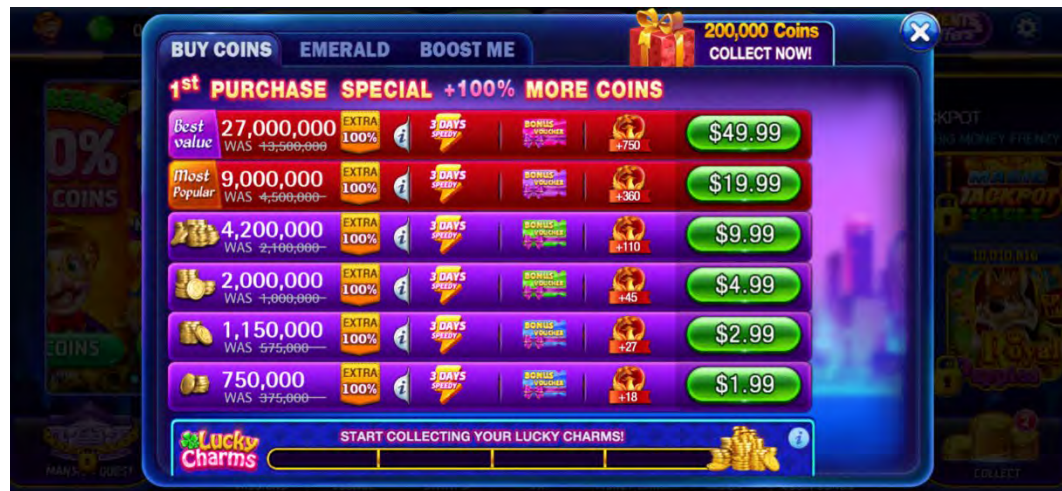 200,000 Coins
COLLECT NOW!
BUY COINS
EMERALD
BOOST ME
1st PURCHASE SPECIAL +100% MORE COINS
Best value 27,000,000 WAS 13,500,000 EXTRA 100% i 3 DAYS SPEEDY BONUS VOUCHER +750 $49.99
Most Popular 9,000,000 WAS 4,500,000 EXTRA 100% i 3 DAYS SPEEDY BONUS VOUCHER +360 $19.99
4,200,000 WAS 2,100,000 EXTRA 100% i 3 DAYS SPEEDY BONUS VOUCHER +110 $9.99
2,000,000 WAS 1,000,000 EXTRA 100% i 3 DAYS SPEEDY BONUS VOUCHER +45 $4.99
1,150,000 WAS 575,000 EXTRA 100% i 3 DAYS SPEEDY BONUS VOUCHER +27 $2.99
750,000 WAS 375,000 EXTRA 100% i 3 DAYS SPEEDY BONUS VOUCHER +18 $1.99
Lucky Charms
START COLLECTING YOUR LUCKY CHARMS!
i
0%
COINS
COINS
JACKPOT
COLLECT
2